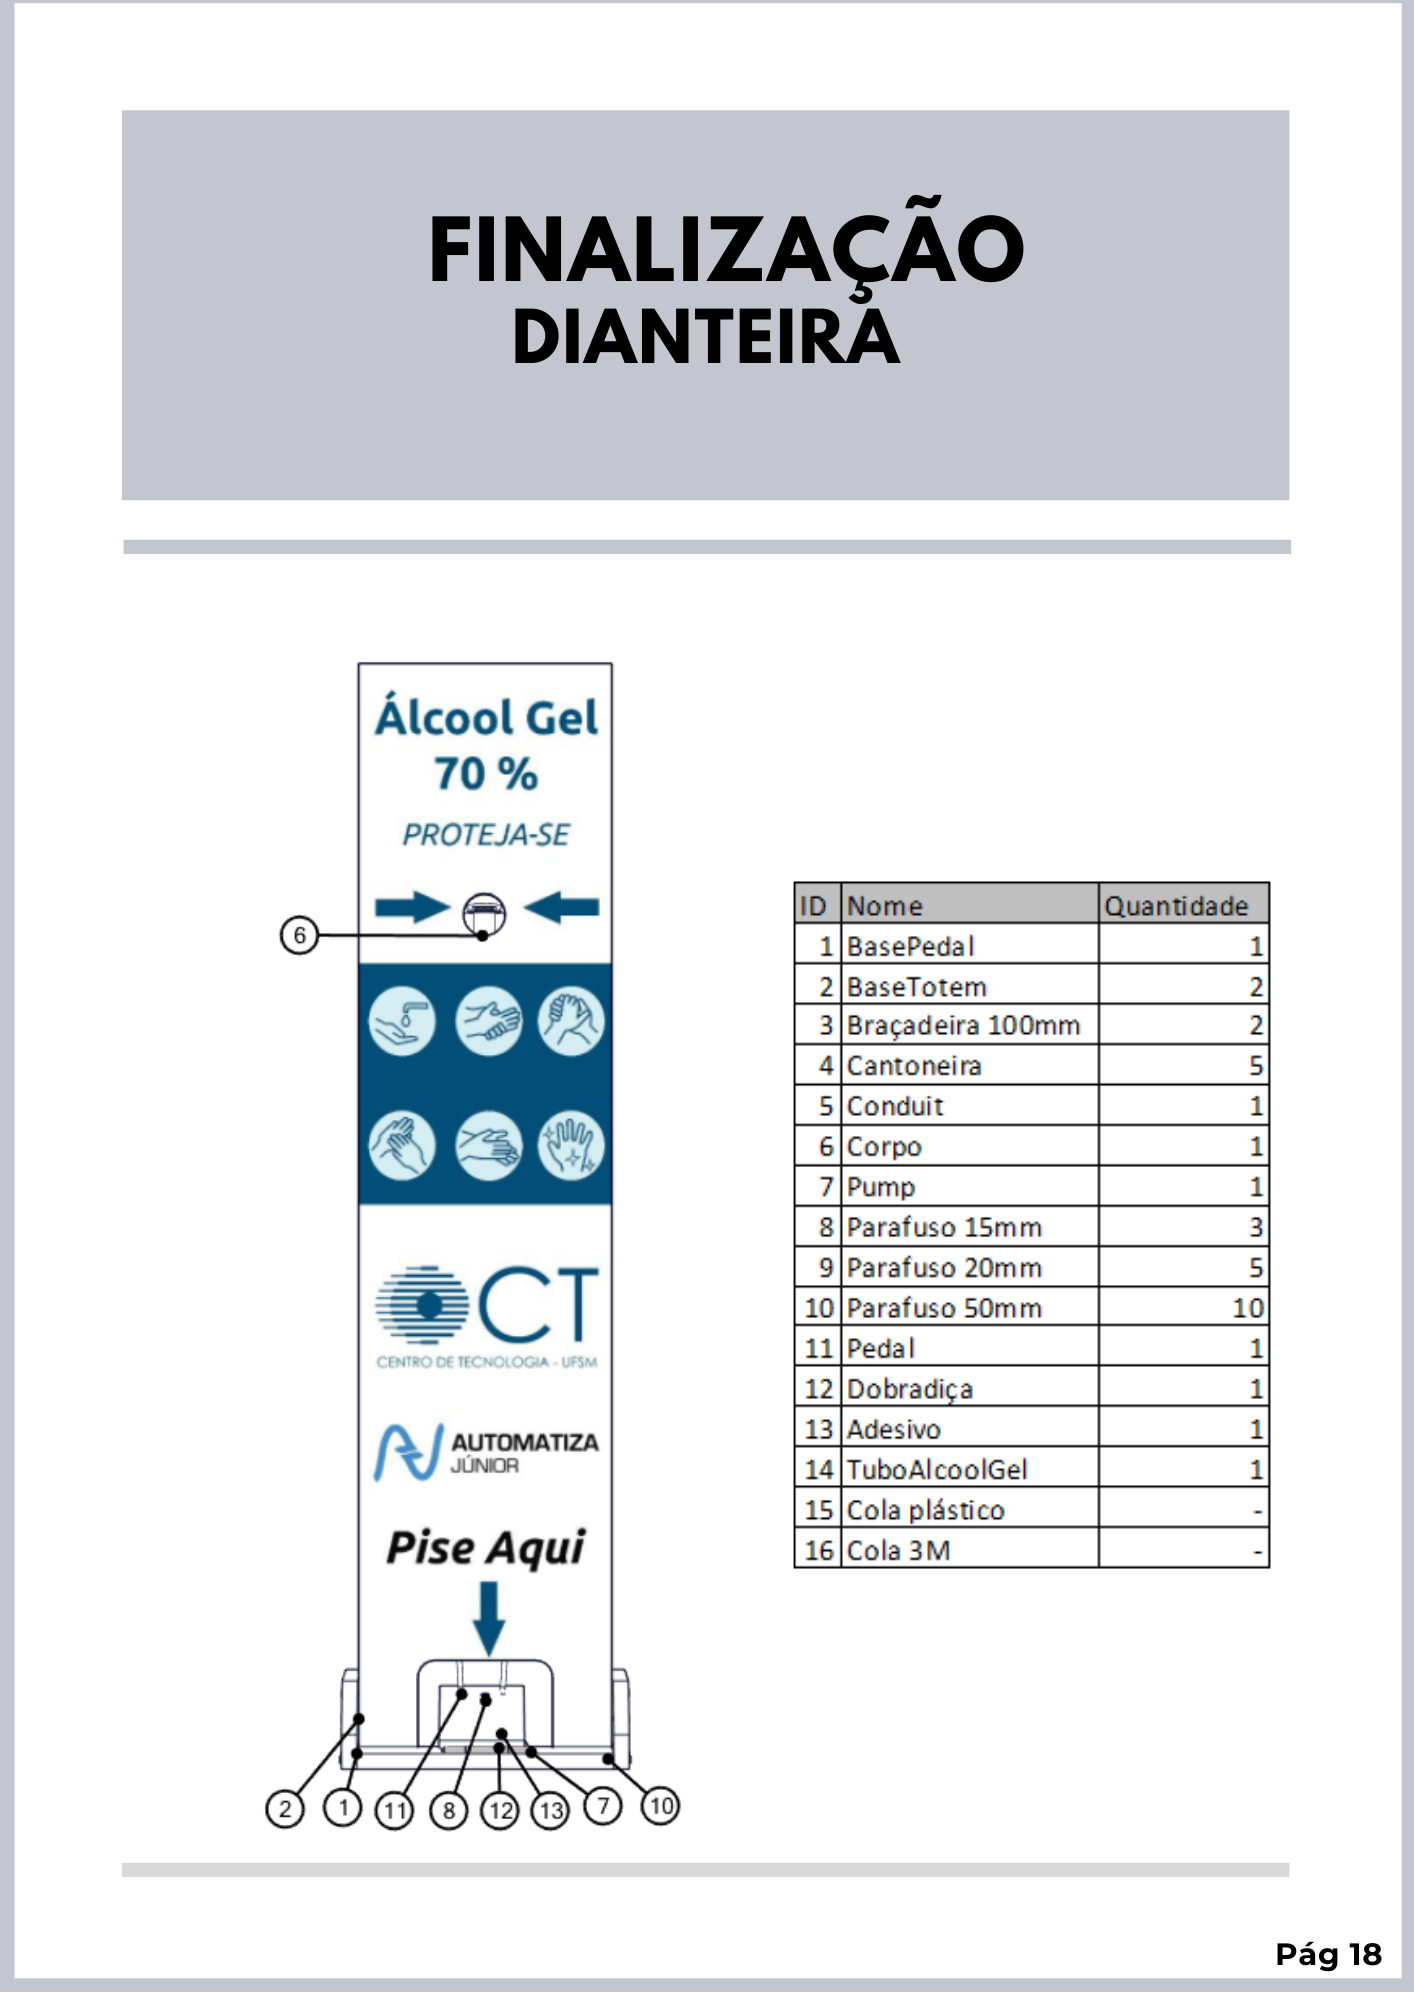 FINALIZAÇÃO
DIANTEIRA
Álcool Gel
70 %
PROTEJA-SE
6
CT
CENTRO DE TECNOLOGIA - UFSM
AUTOMATIZA
JÚNIOR
Pise Aqui
2 1 11 8 12 13 7 10
ID Nome Quantidade
1 BasePedal 1
2 BaseTotem 2
3 Braçadeira 100mm 2
4 Cantoneira 5
5 Conduit 1
6 Corpo 1
7 Pump 1
8 Parafuso 15mm 3
9 Parafuso 20mm 5
10 Parafuso 50mm 10
11 Pedal 1
12 Dobradiça 1
13 Adesivo 1
14 TuboAlcoolGel 1
15 Cola plástico -
16 Cola 3M -
Pág 18